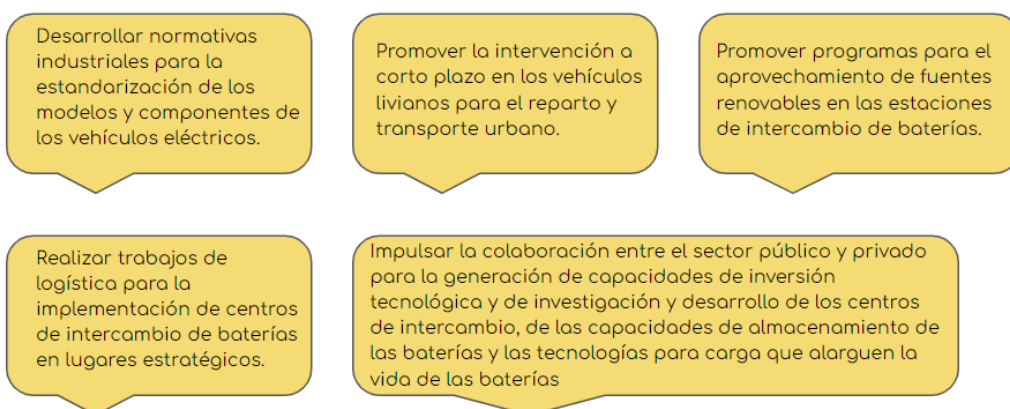 Desarrollar normativas
industriales para la
estandarización de los
modelos y componentes de
los vehículos eléctricos.
Promover la intervención a
corto plazo en los vehículos
livianos para el reparto y
transporte urbano.
Promover programas para el
aprovechamiento de fuentes
renovables en las estaciones
de intercambio de baterías.
Realizar trabajos de
logística para la
implementación de centros
de intercambio de baterías
en lugares estratégicos.
Impulsar la colaboración entre el sector público y privado
para la generación de capacidades de inversión
tecnológica y de investigación y desarrollo de los centros
de intercambio, de las capacidades de almacenamiento de
las baterías y las tecnologías para carga que alarguen la
vida de las baterías